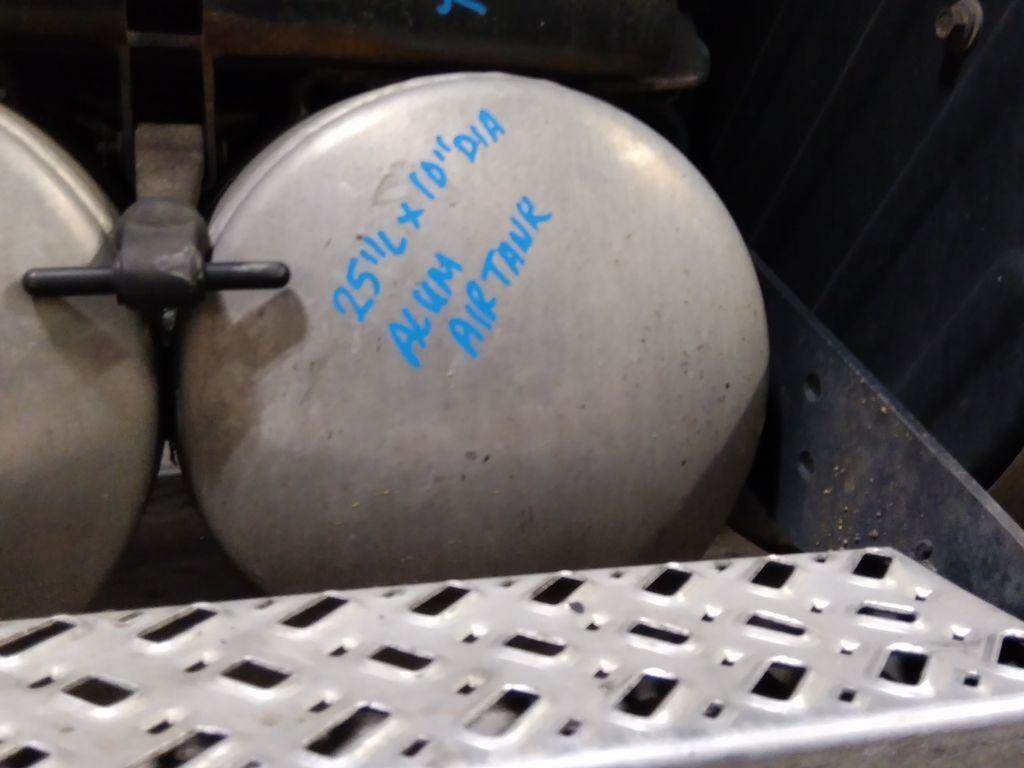 25"L x 10" DIA
ALUM
AIR TANK